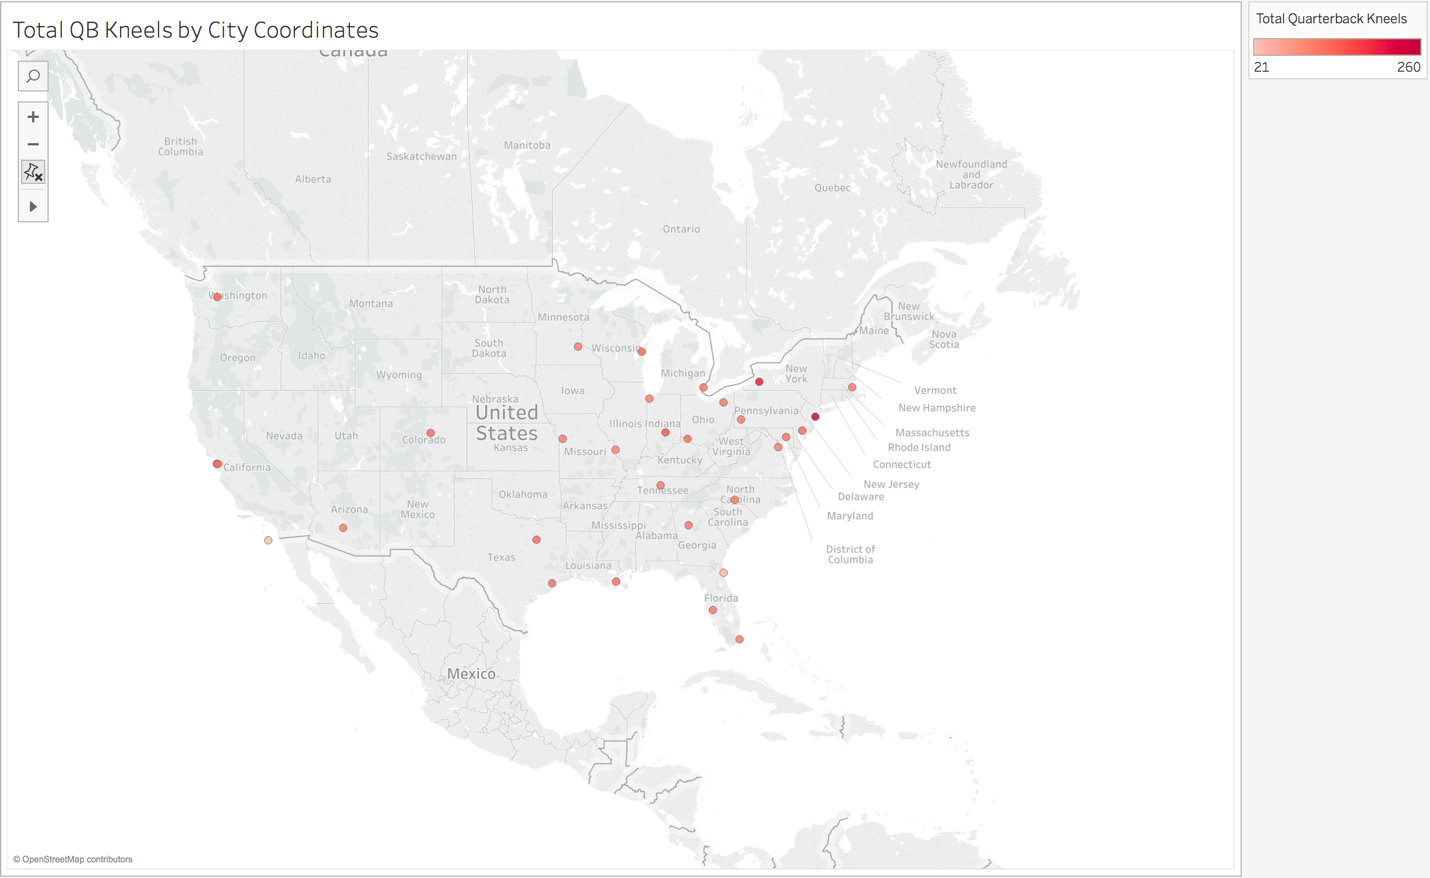 Total QB Kneels by City Coordinates
Total Quarterback Kneels
21
260
Canada
British
Columbia
Alberta
Saskatchewan
Manitoba
Ontario
Quebec
Newfoundland
and
Labrador
New
Brunswick
Nova
Scotia
Maine
Washington
Montana
North
Dakota
Minnesota
Wisconsin
Michigan
New
York
Oregon
Idaho
South
Dakota
Wyoming
Iowa
Nebraska
United
States
Illinois
Indiana
Ohio
Pennsylvania
Vermont
New Hampshire
Massachusetts
Rhode Island
Connecticut
New Jersey
Delaware
Maryland
District of
Columbia
Nevada
Utah
Colorado
Kansas
Missouri
West
Virginia
Kentucky
California
Arizona
New
Mexico
Oklahoma
Arkansas
Tennessee
North
Carolina
South
Carolina
Mississippi
Alabama
Georgia
Texas
Louisiana
Florida
Mexico
© OpenStreetMap contributors